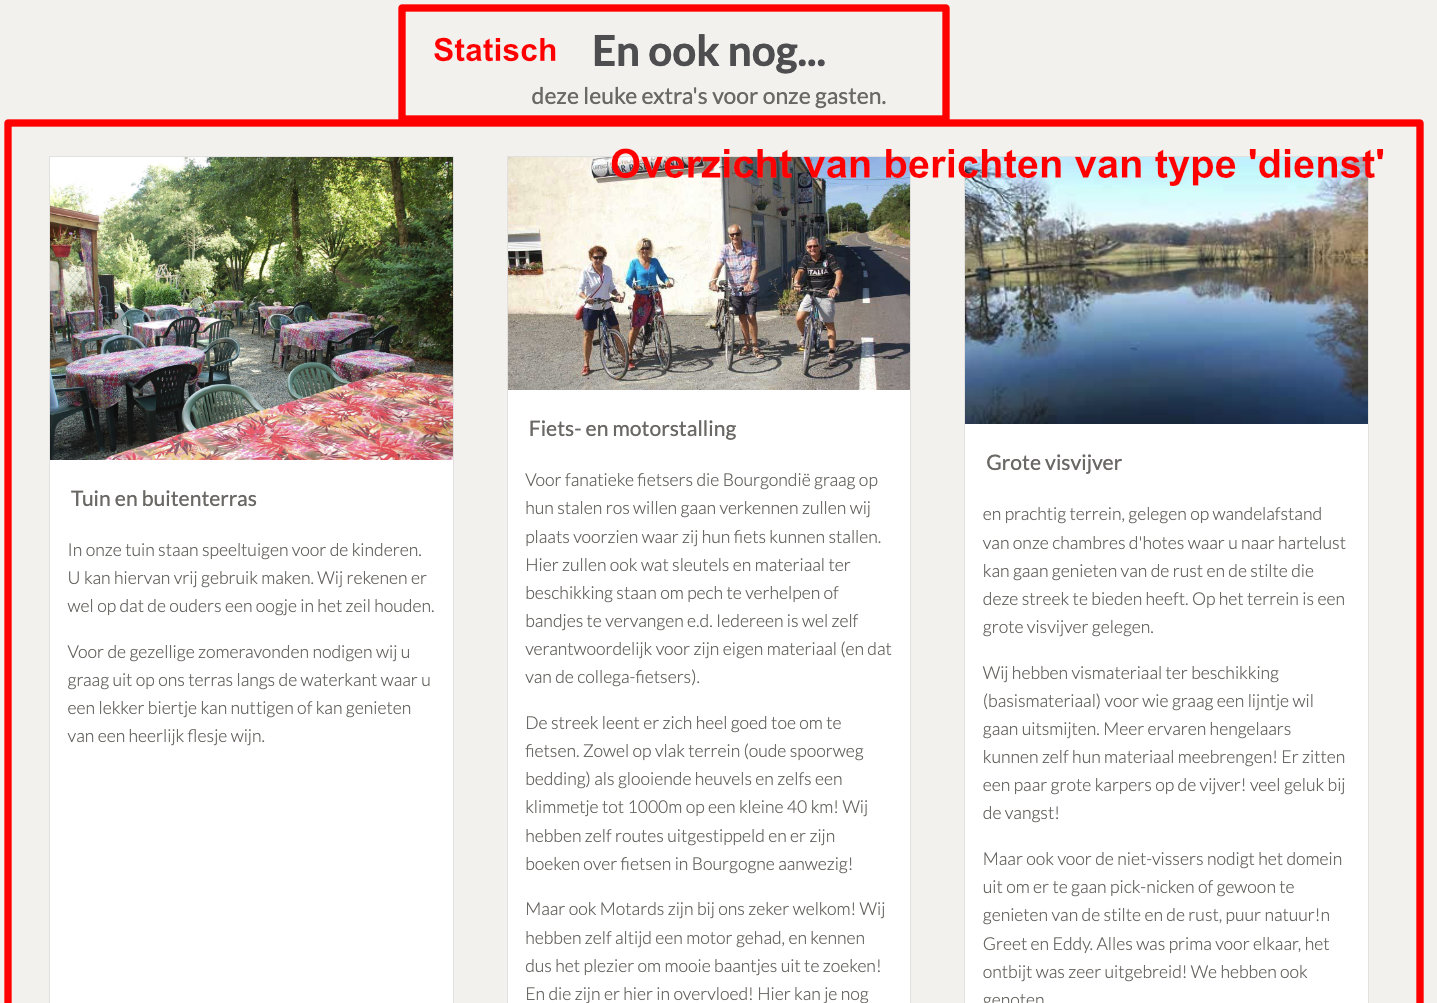 Statisch
En ook nog...
deze leuke extra's voor onze gasten.
Overzicht van berichten van type 'dienst'
Tuin en buitenterras
In onze tuin staan speeltuigen voor de kinderen.
U kan hiervan vrij gebruik maken. Wij rekenen er
wel op dat de ouders een oogje in het zeil houden.
Voor de gezellige zomeravonden nodigen wij u
graag uit op ons terras langs de waterkant waar u
een lekker biertje kan nuttigen of kan genieten
van een heerlijk flesje wijn.
ITALIA
Fiets- en motorstalling
Voor fanatieke fietsers die Bourgondië graag op
hun stalen ros willen gaan verkennen zullen wij
plaats voorzien waar zij hun fiets kunnen stallen.
Hier zullen ook wat sleutels en materiaal ter
beschikking staan om pech te verhelpen of
bandjes te vervangen e.d. Iedereen is wel zelf
verantwoordelijk voor zijn eigen materiaal (en dat
van de collega-fietsers).
De streek leent er zich heel goed toe om te
fietsen. Zowel op vlak terrein (oude spoorweg
bedding) als glooiende heuvels en zelfs een
klimmetje tot 1000m op een kleine 40 km! Wij
hebben zelf routes uitgestippeld en er zijn
boeken over fietsen in Bourgogne aanwezig!
Maar ook Motards zijn bij ons zeker welkom! Wij
hebben zelf altijd een motor gehad, en kennen
dus het plezier om mooie baantjes uit te zoeken!
En die zijn er hier in overvloed! Hier kan je nog
Grote visvijver
en prachtig terrein, gelegen op wandelafstand
van onze chambres d'hotes waar u naar hartelust
kan gaan genieten van de rust en de stilte die
deze streek te bieden heeft. Op het terrein is een
grote visvijver gelegen.
Wij hebben vismateriaal ter beschikking
(basismateriaal) voor wie graag een lijntje wil
gaan uitsmijten. Meer ervaren hengelaars
kunnen zelf hun materiaal meebrengen! Er zitten
een paar grote karpers op de vijver! veel geluk bij
de vangst!
Maar ook voor de niet-vissers nodigt het domein
uit om er te gaan pick-nicken of gewoon te
genieten van de stilte en de rust, puur natuur!n
Greet en Eddy. Alles was prima voor elkaar, het
ontbijt was zeer uitgebreid! We hebben ook
genoten